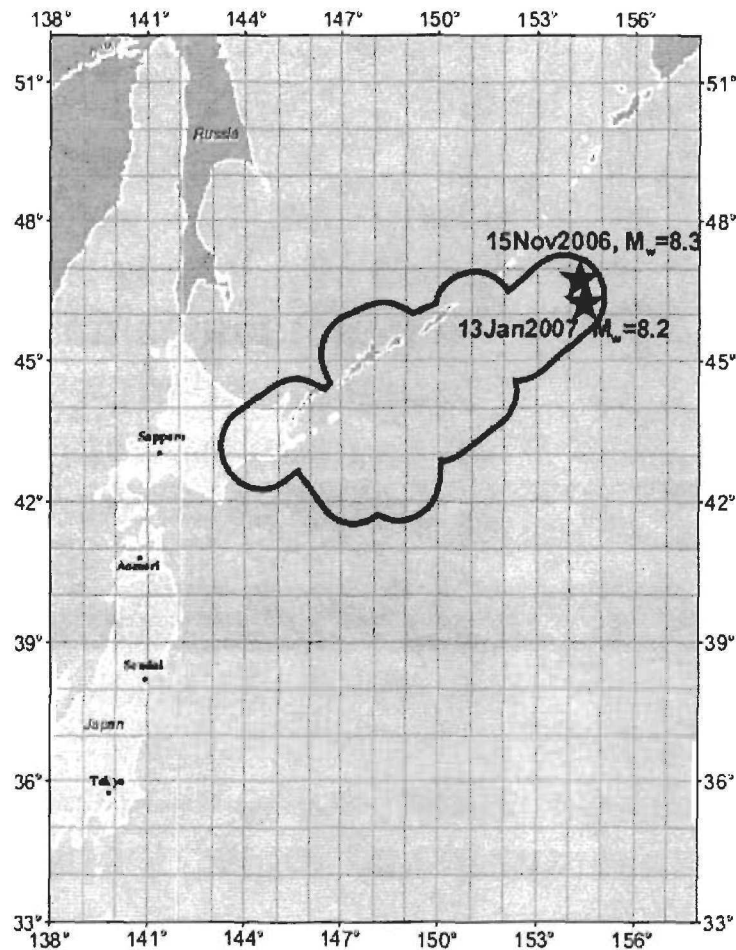 138° 141° 144° 147° 150° 153° 156°
51° 51°
Russia
48° 48°
15Nov2006, Mw=8.3
13Jan2007 Mw=8.2
45° 45°
Sapporo
42° 42°
Aomori
39° 39°
Sendai
Japan
36° 36°
Tokyo
33° 33°
138° 141° 144° 147° 150° 153° 156°